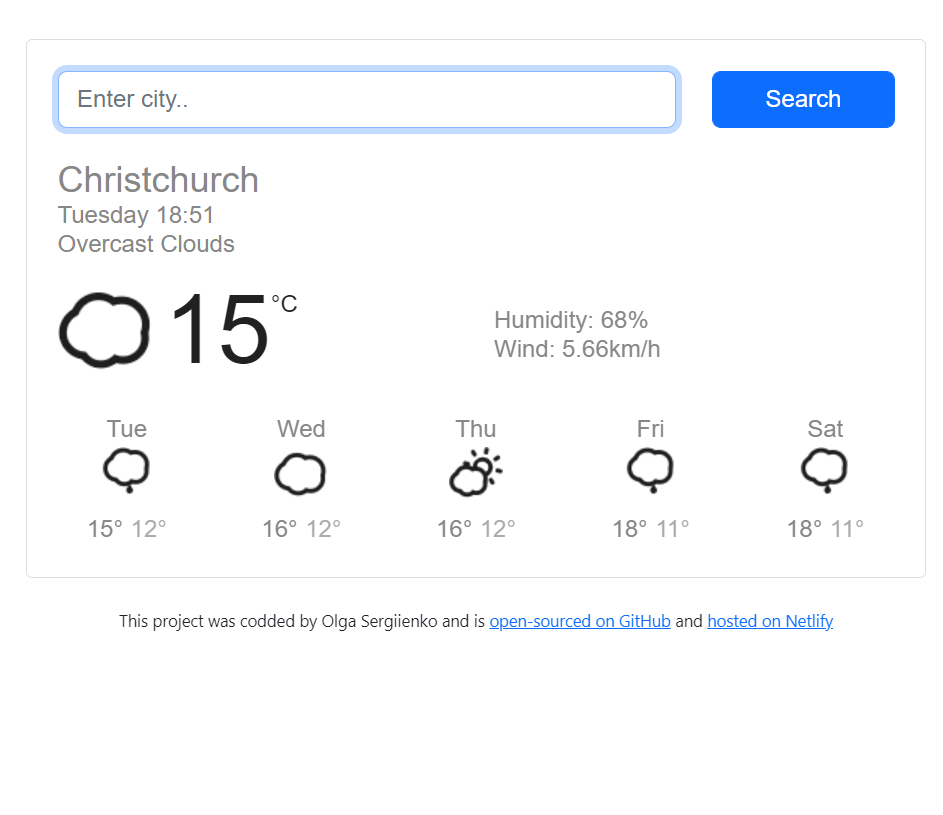 Enter city..
Search
Christchurch
Tuesday 18:51
Overcast Clouds
15 °C
Humidity: 68%
Wind: 5.66km/h
Tue Wed Thu Fri Sat
15° 12° 16° 12° 16° 12° 18° 11° 18° 11°
This project was codded by Olga Sergiienko and is open-sourced on GitHub and hosted on Netlify